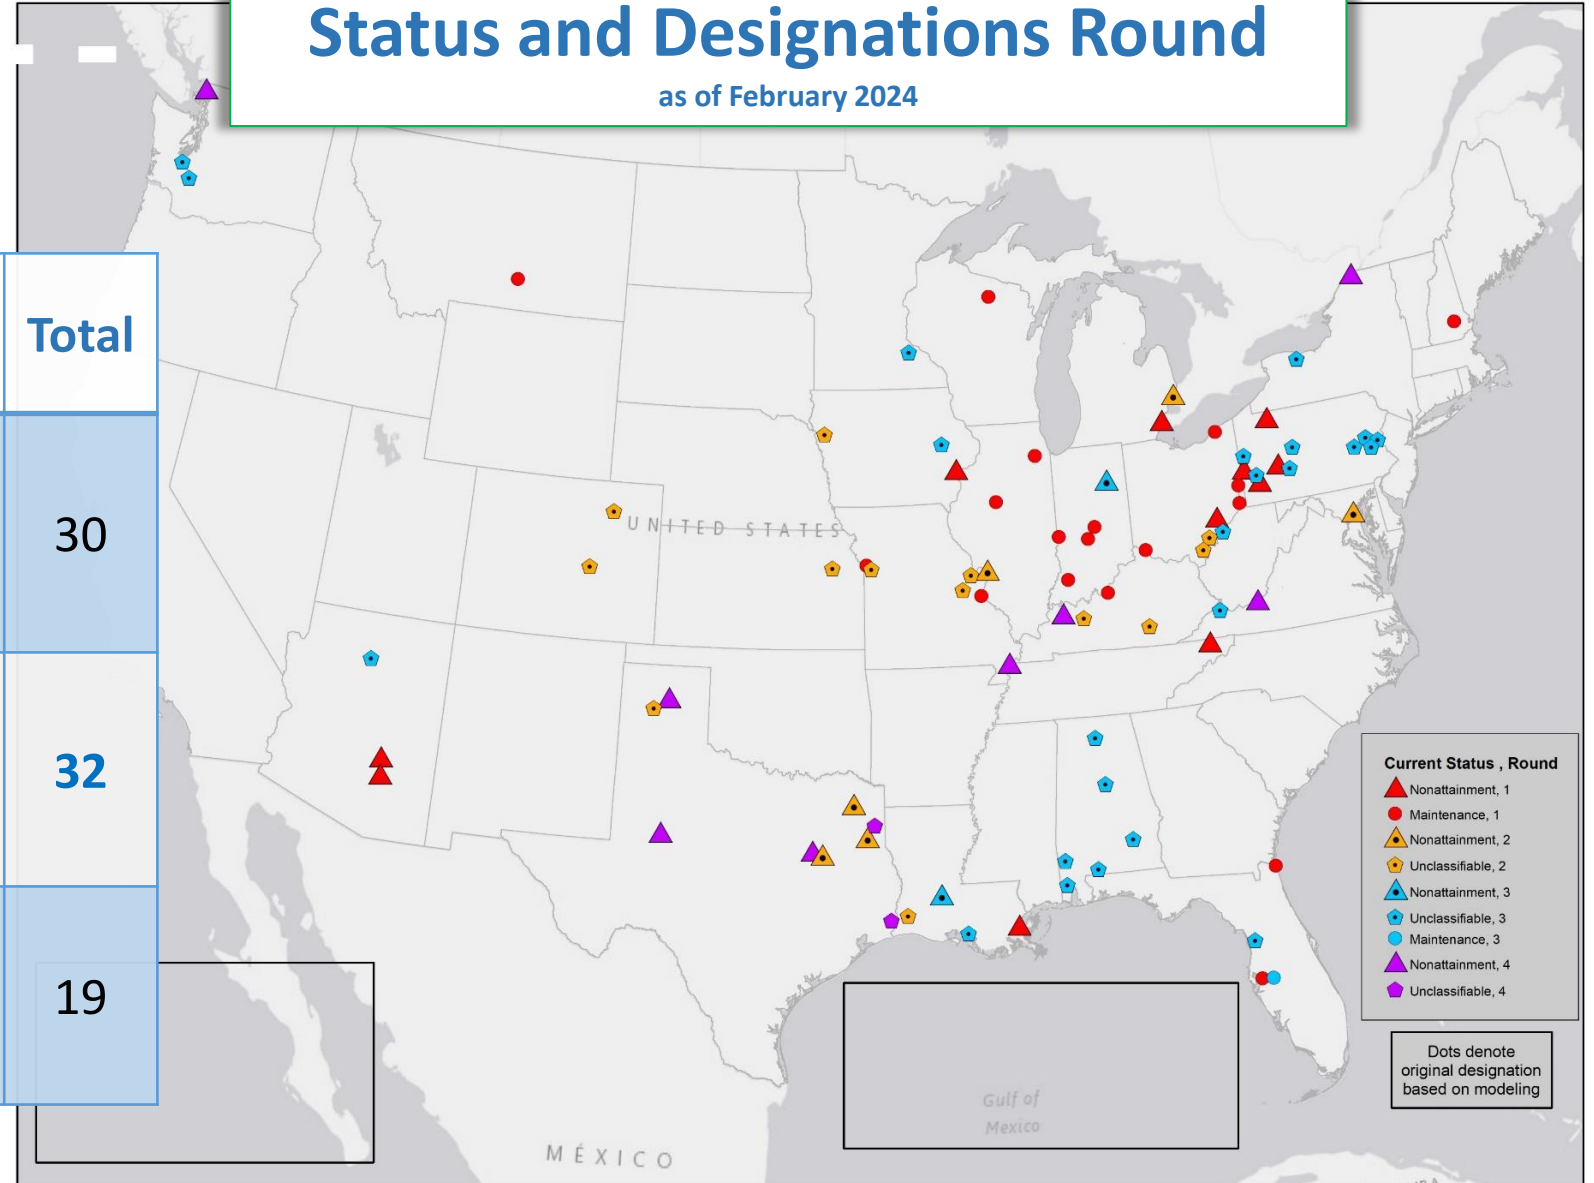 Status and Designations Round
as of February 2024
Total
30
32
19
UNITED STATES
MÉXICO
Gulf of
Mexico
Current Status , Round
Nonattainment, 1
Maintenance, 1
Nonattainment, 2
Unclassifiable, 2
Nonattainment, 3
Unclassifiable, 3
Maintenance, 3
Nonattainment, 4
Unclassifiable, 4
Dots denote
original designation
based on modeling